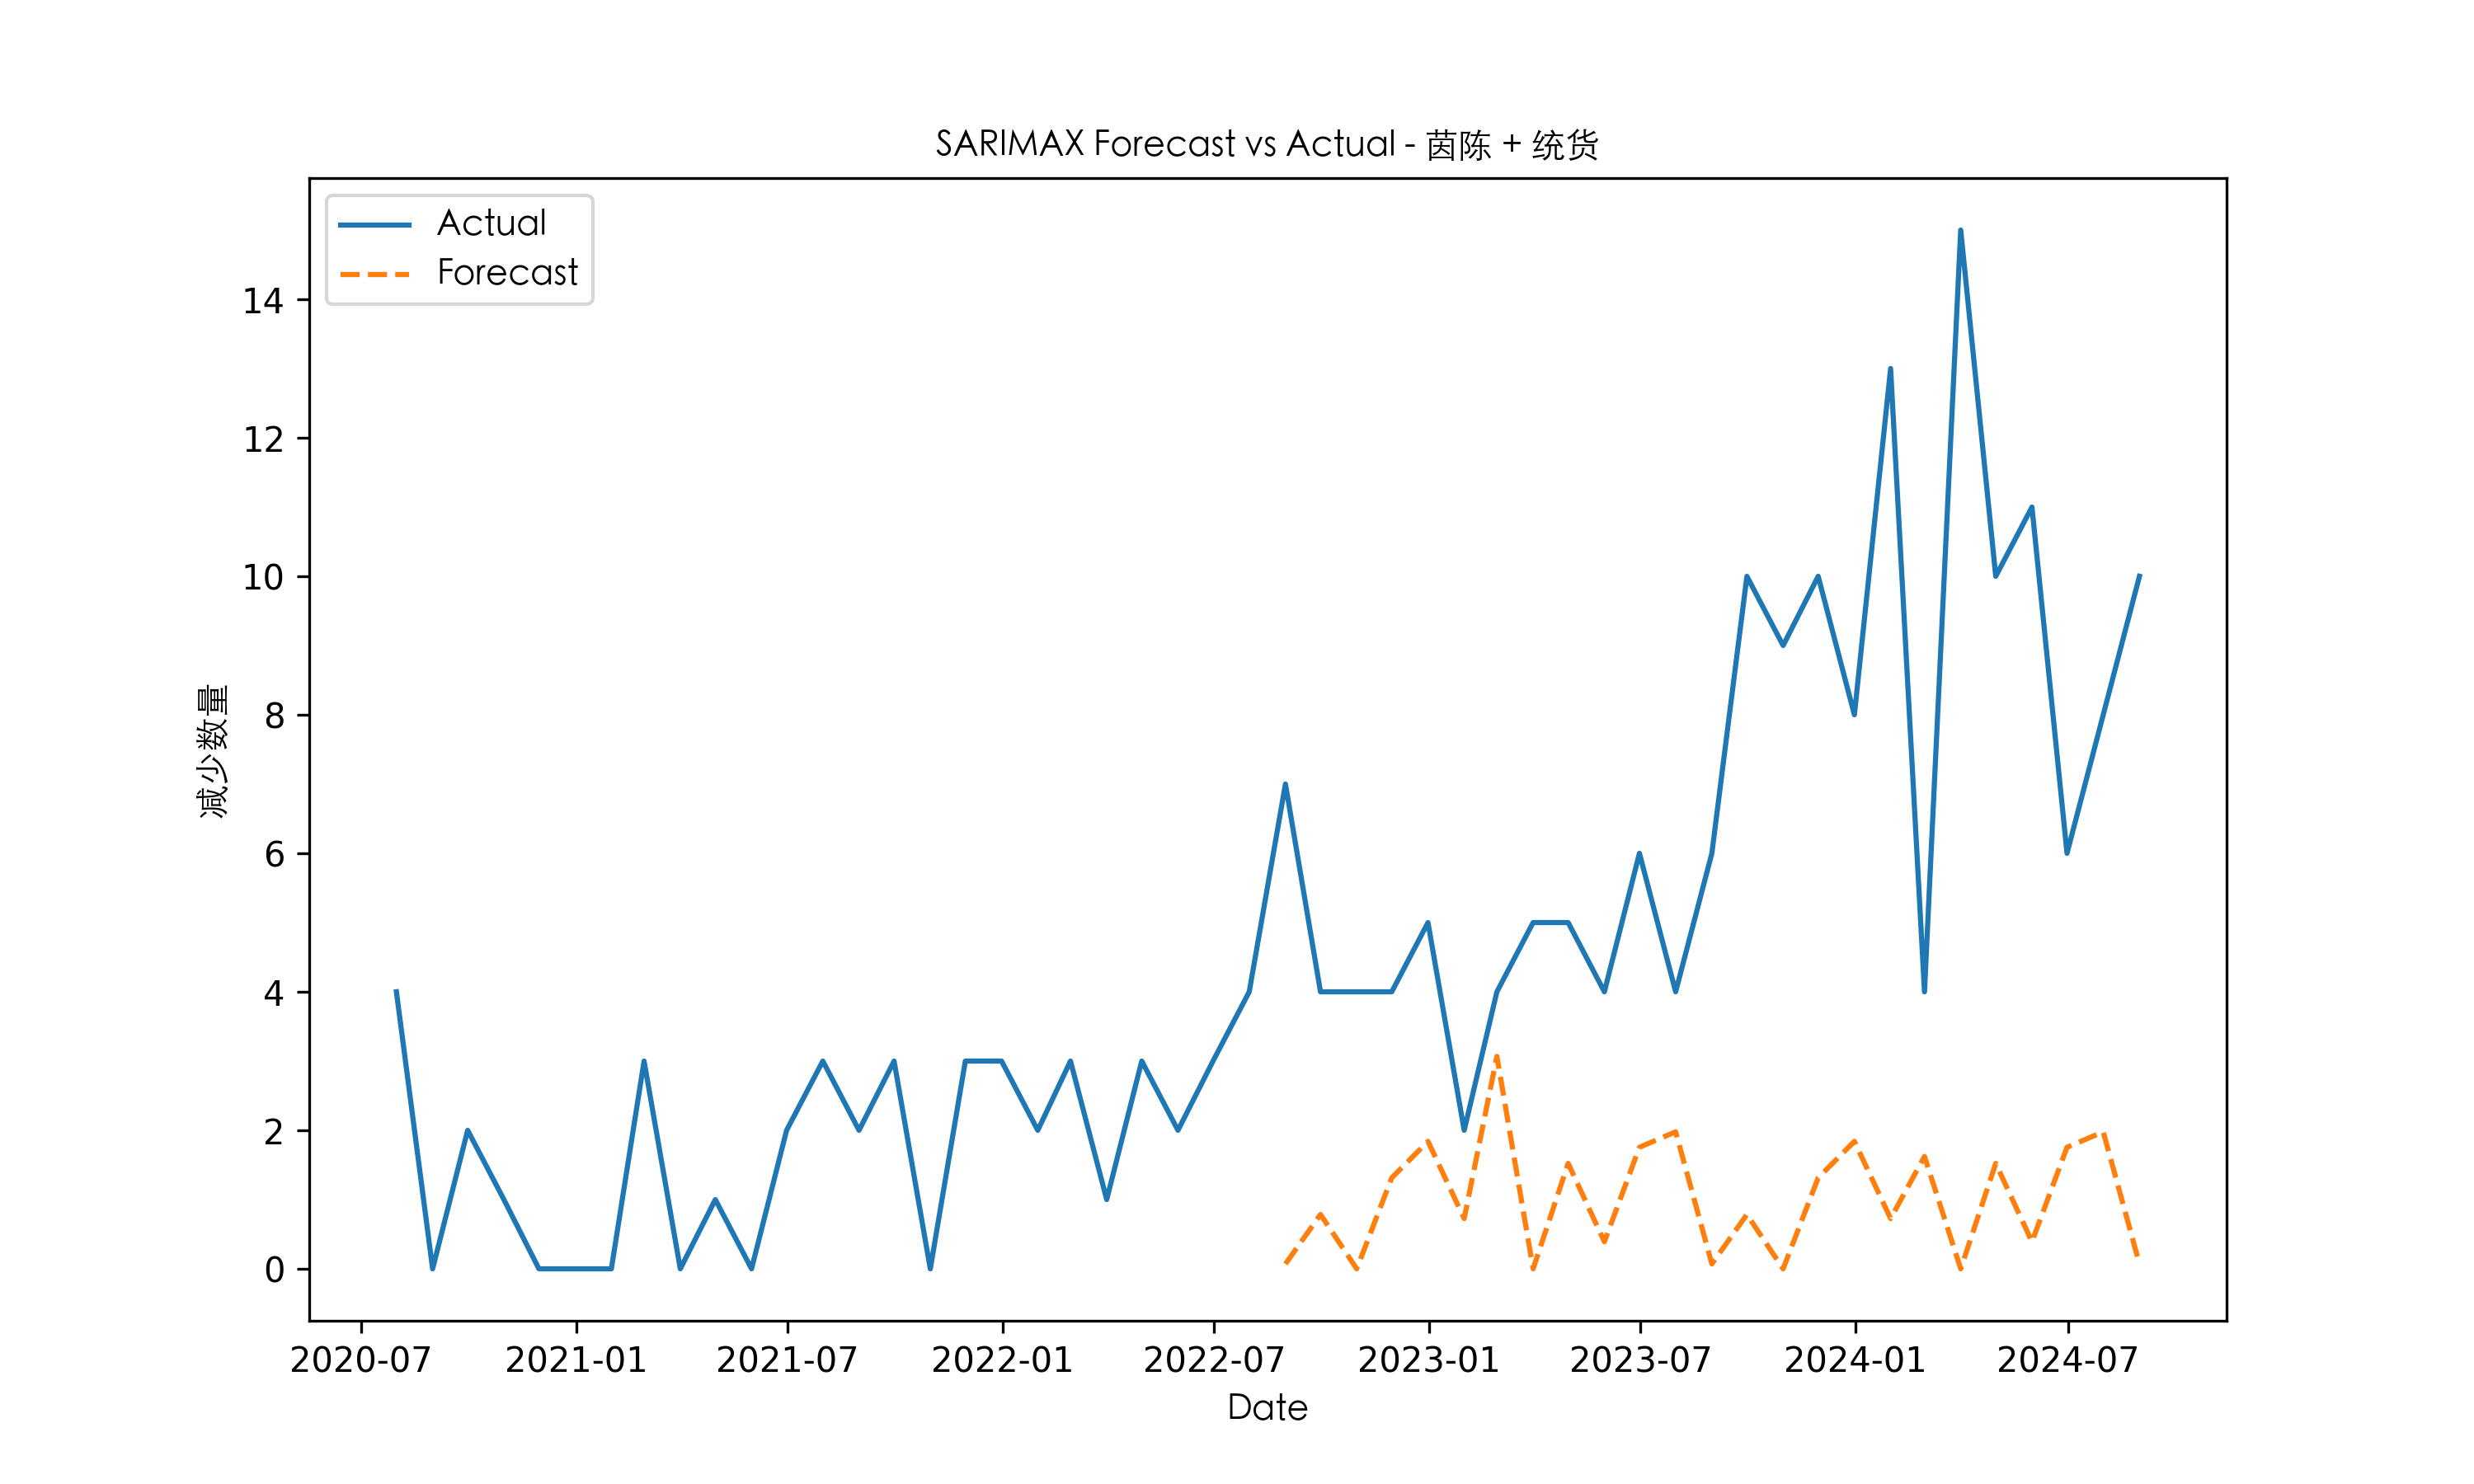 SARIMAX Forecast vs Actual - 茵陈 + 统货
Actual
Forecast
14
12
10
8
6
4
2
0
减少数量
2020-07 2021-01 2021-07 2022-01 2022-07 2023-01 2023-07 2024-01 2024-07
Date